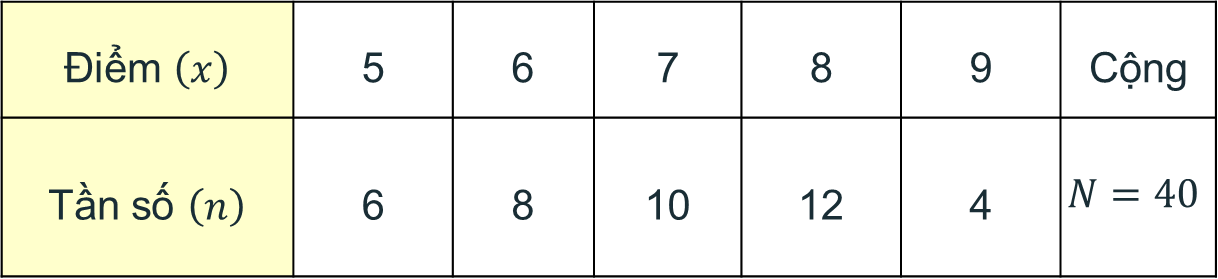 Điểm (x) 5 6 7 8 9 Cộng
Tần số (n) 6 8 10 12 4 N = 40